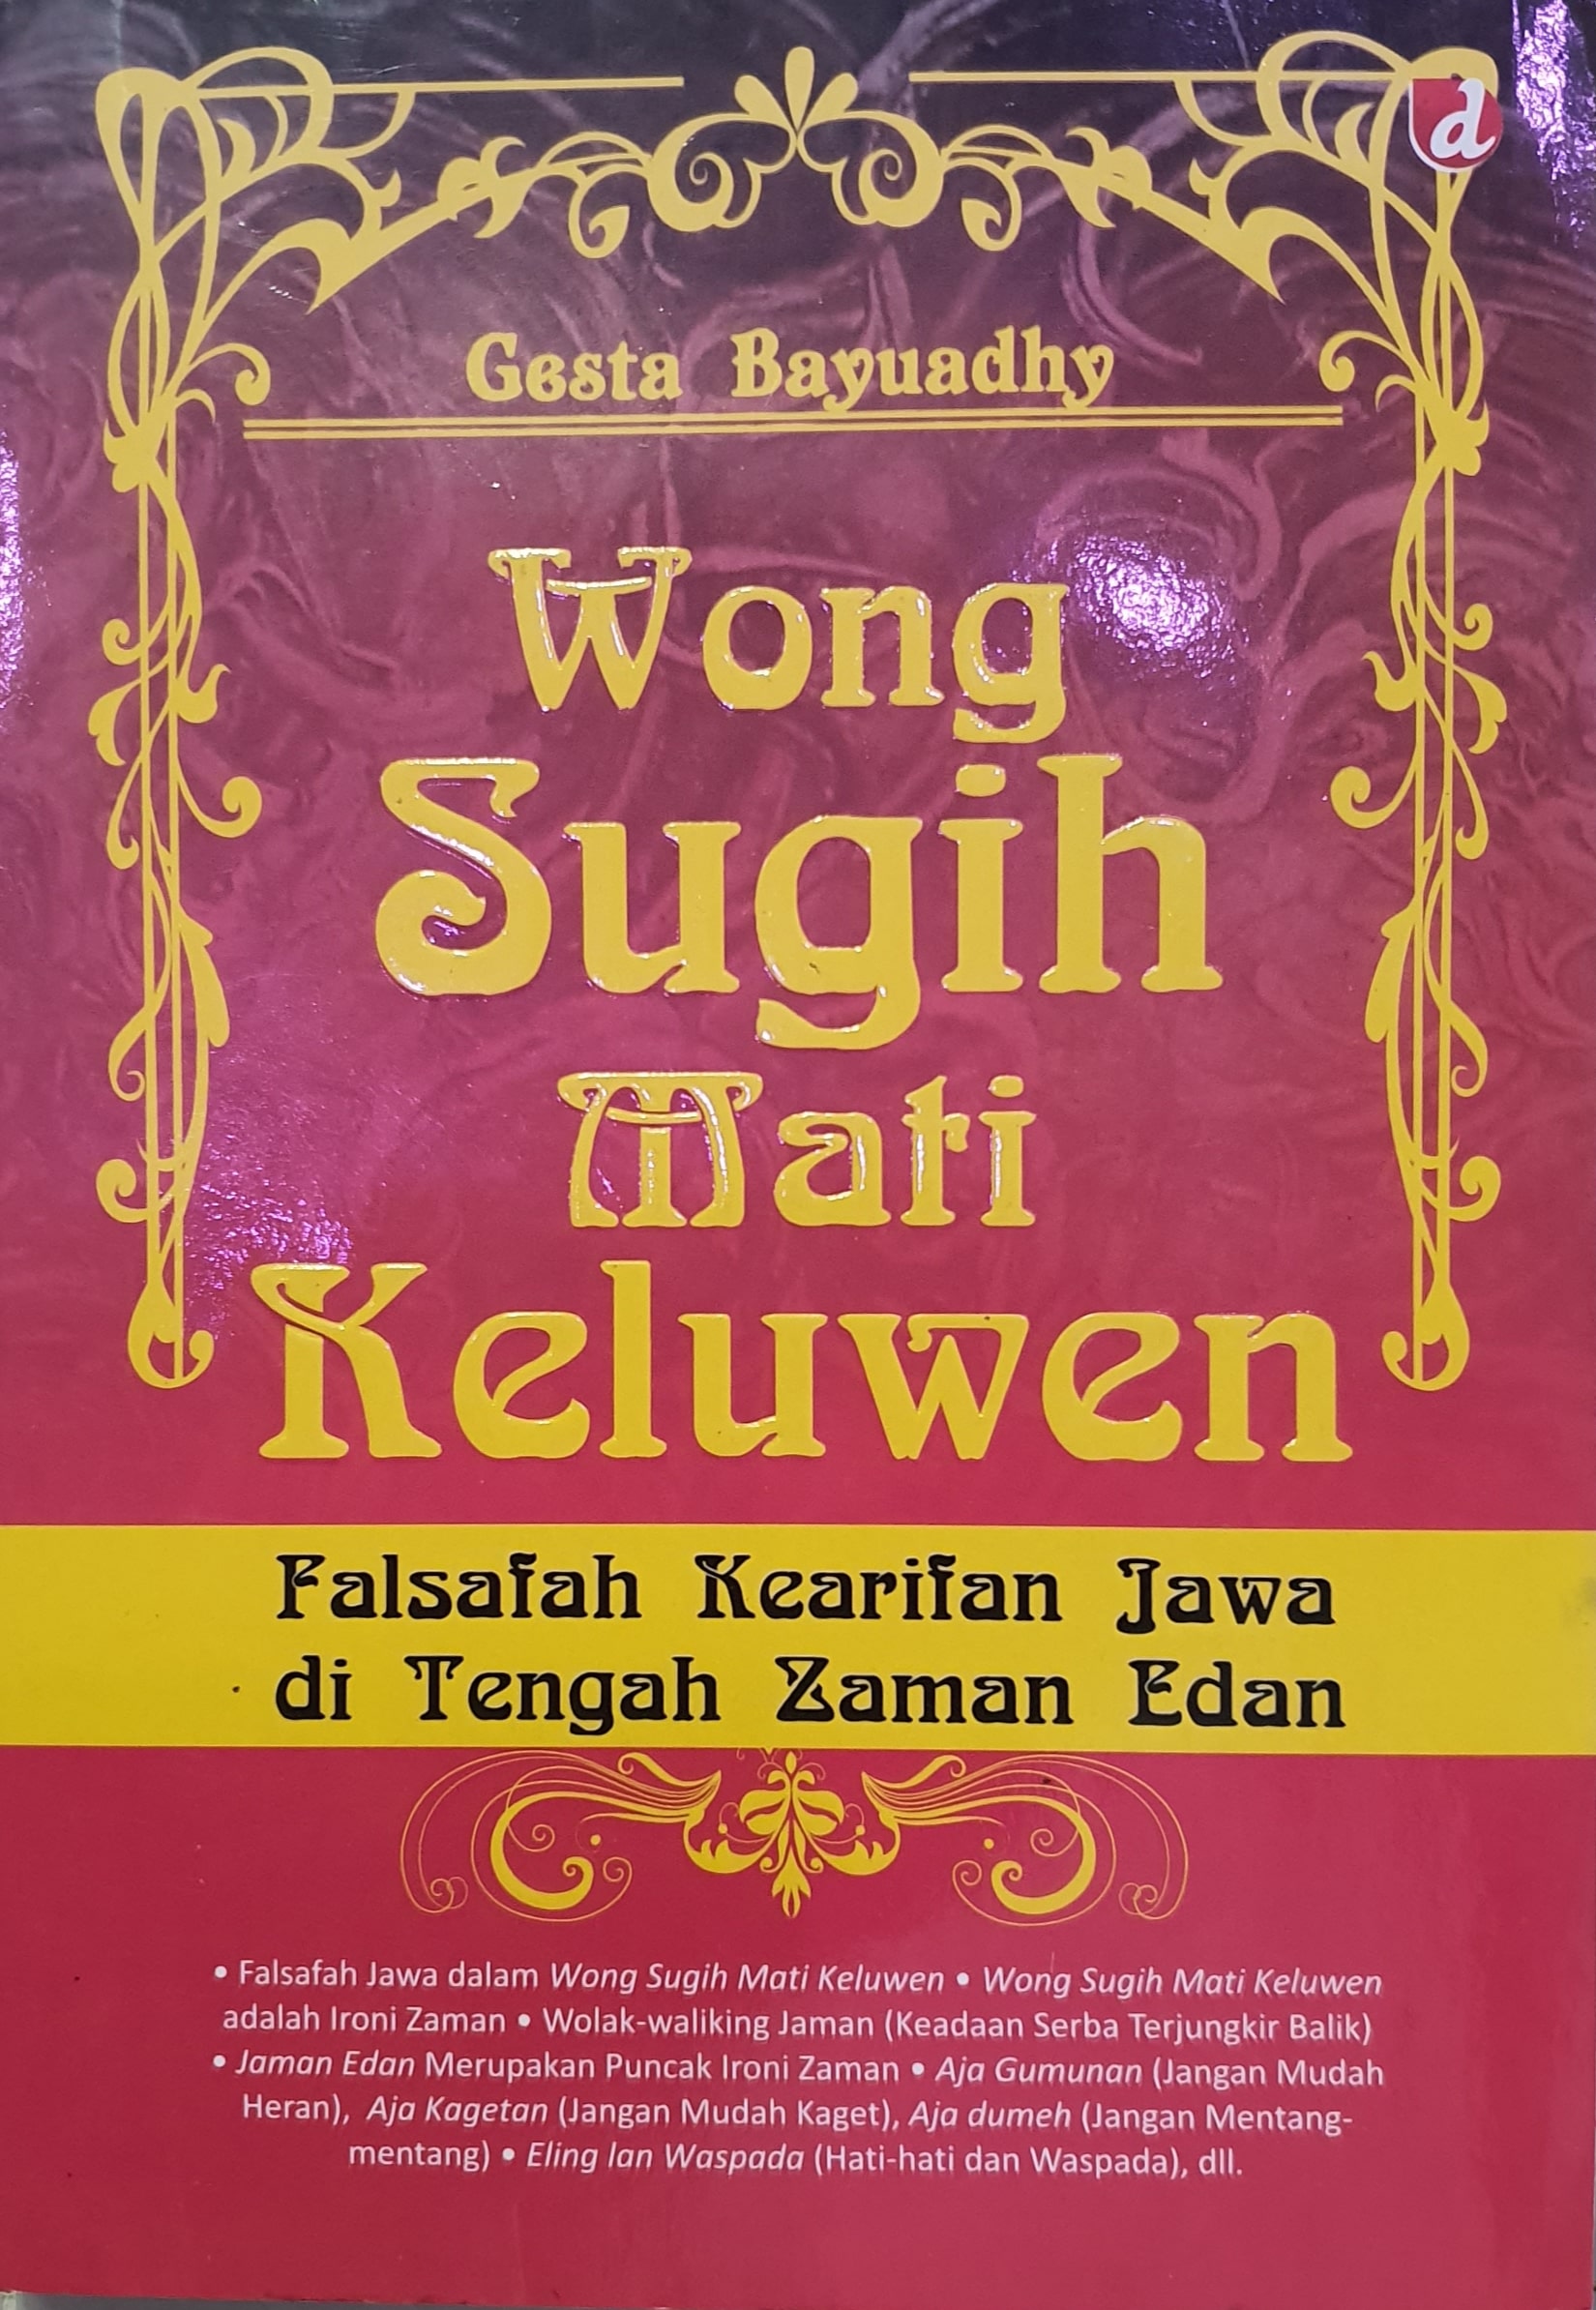 d
Gesta Bayuadhy
Wong
Sugih
Mati
Keluwen
Falsafah Kearifan Jawa
di Tengah Zaman Edan
• Falsafah Jawa dalam Wong Sugih Mati Keluwen • Wong Sugih Mati Keluwen
adalah Ironi Zaman • Wolak-waliking Jaman (Keadaan Serba Terjungkir Balik)
• Jaman Edan Merupakan Puncak Ironi Zaman • Aja Gumunan (Jangan Mudah
Heran), Aja Kagetan (Jangan Mudah Kaget), Aja dumeh (Jangan Mentang-
mentang) • Eling lan Waspada (Hati-hati dan Waspada), dll.